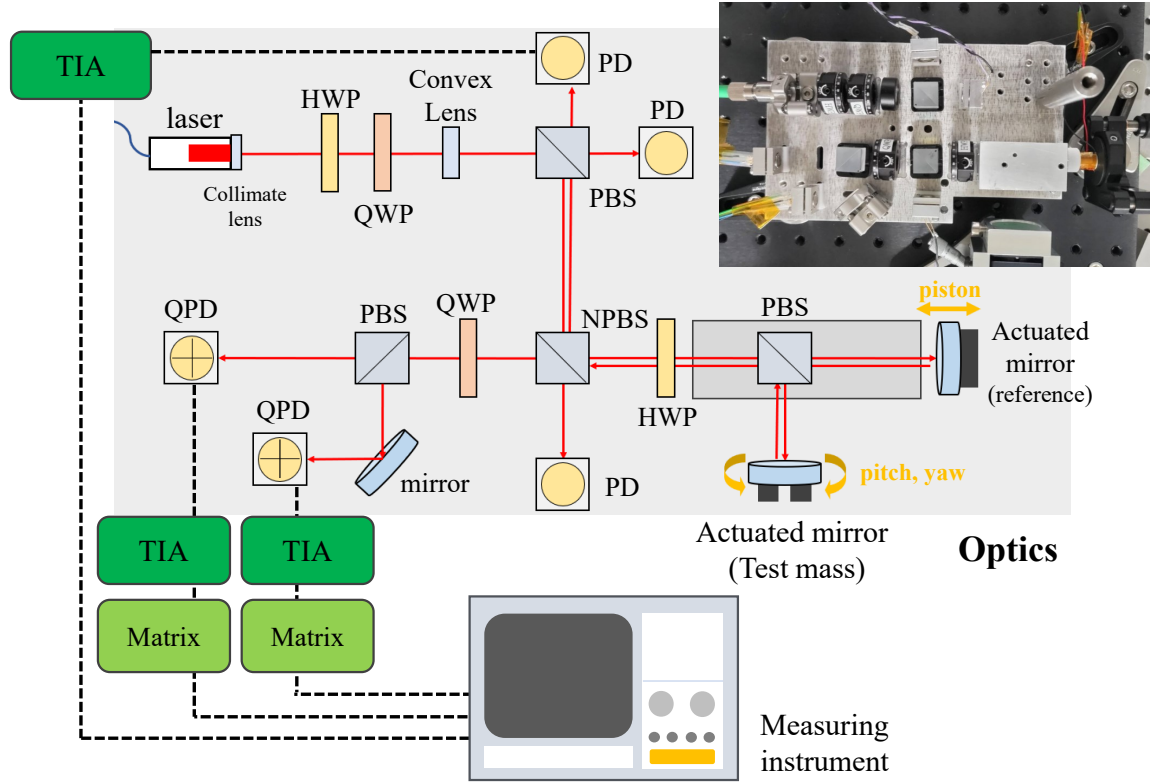 TIA
PD
Convex
Lens
HWP
PD
laser
Collimate
lens
QWP
PBS
piston
QPD
PBS
QWP
NPBS
PBS
Actuated
mirror
(reference)
HWP
QPD
mirror
PD
pitch, yaw
Actuated mirror
(Test mass)
Optics
TIA
TIA
Matrix
Matrix
Measuring
instrument